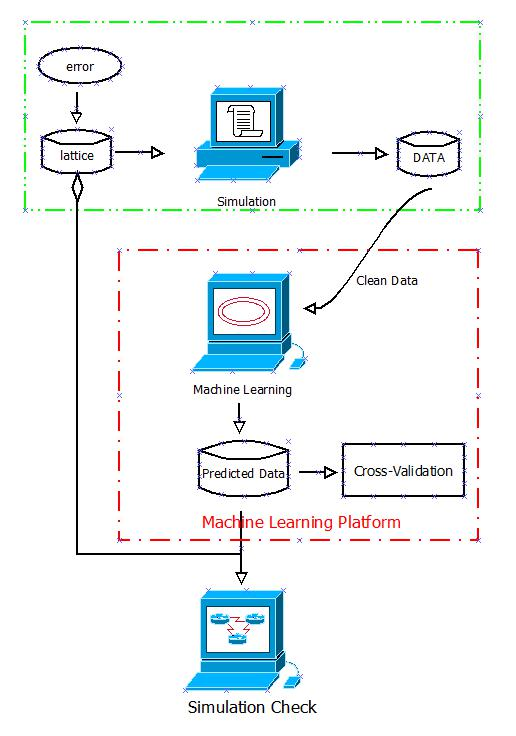 error
lattice
DATA
Simulation
Clean Data
Machine Learning
Predicted Data
Cross-Validation
Machine Learning Platform
Simulation Check